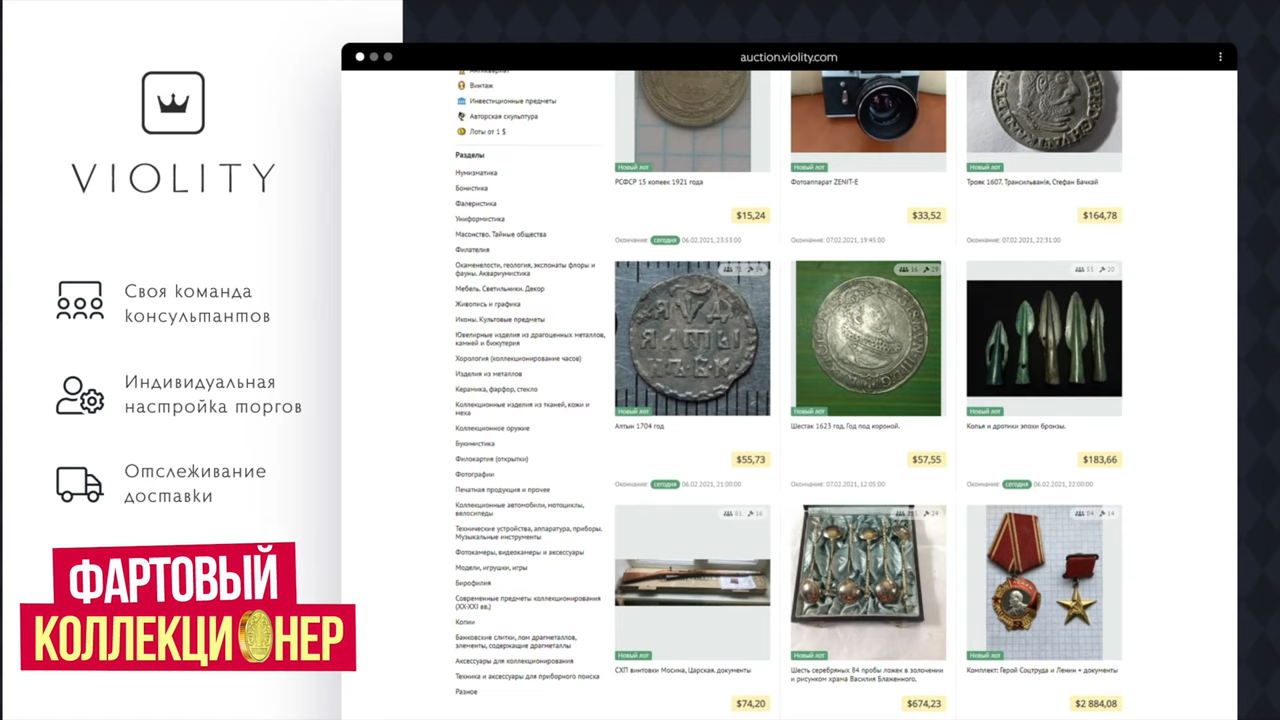 VIOLITY
Своя команда
консультантов
Индивидуальная
настройка торгов
Отслеживание
доставки
ФАРТОВЫЙ
КОЛЛЕКЦИОНЕР
auction.violity.com
Антиквариат
Винтаж
Инвестиционные предметы
Авторская скульптура
Лоты от 1 $
Разделы
Нумизматика
Бонистика
Фалеристика
Униформистика
Масонство. Тайные общества
Филателия
Окаменелости, геология, экспонаты флоры и
фауны. Аквариумистика
Мебель. Светильники. Декор
Живопись и графика
Иконы. Культовые предметы
Ювелирные изделия из драгоценных металлов,
камней и бижутерия
Хорология (коллекционирование часов)
Изделия из металлов
Керамика, фарфор, стекло
Коллекционные изделия из тканей, кожи и
меха
Коллекционное оружие
Букинистика
Филокартия (открытки)
Фотографии
Печатная продукция и прочее
Коллекционные автомобили, мотоциклы,
велосипеды
Технические устройства, аппаратура, приборы.
Музыкальные инструменты
Фотокамеры, видеокамеры и аксессуары
Модели, игрушки, игры
Бирофилия
Современные предметы коллекционирования
(XX-XXI вв.)
Копии
Банковские слитки, лом драгметаллов,
элементы, содержащие драгметаллы
Аксессуары для коллекционирования
Техника и аксессуары для приборного поиска
Разное
Новый лот
РСФСР 15 копеек 1921 года
$15,24
Окончание: сегодня 06.02.2021, 23:53:00
Новый лот
Фотоаппарат ZENIT-E
$33,52
Окончание: 07.02.2021, 19:45:00
Новый лот
Трояк 1607. Трансильванія, Стефан Бачкай
$164,78
Окончание: 07.02.2021, 22:31:00
Новый лот
Алтын 1704 год
$55,73
Окончание: сегодня 06.02.2021, 21:00:00
16 29
Новый лот
Шестак 1623 год. Год под короной.
$57,55
Окончание: 07.02.2021, 12:01:00
53 20
Новый лот
Копья и дротики эпохи бронзы.
$183,66
Окончание: сегодня 06.02.2021, 22:00:00
61 16
Новый лот
СХП винтовки Мосина, Царская. документы
$74,20
24
Новый лот
Шесть серебряных 84 пробы ложек в золочении
и рисунком храма Василия Блаженного.
$674,23
84 14
Новый лот
Комплект: Герой Соцтруда и Ленин + документы
$2 884,08